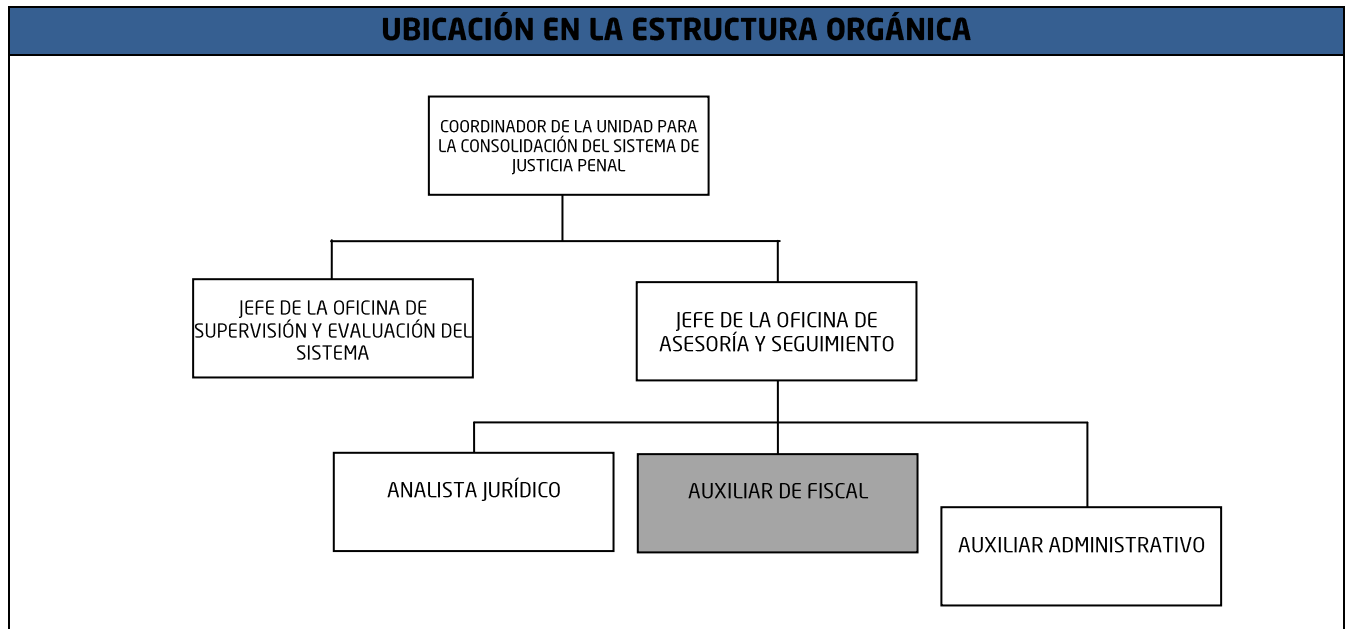 UBICACIÓN EN LA ESTRUCTURA ORGÁNICA
COORDINADOR DE LA UNIDAD PARA
LA CONSOLIDACIÓN DEL SISTEMA DE
JUSTICIA PENAL
JEFE DE LA OFICINA DE
SUPERVISIÓN Y EVALUACIÓN DEL
SISTEMA
JEFE DE LA OFICINA DE
ASESORÍA Y SEGUIMIENTO
ANALISTA JURÍDICO
AUXILIAR DE FISCAL
AUXILIAR ADMINISTRATIVO